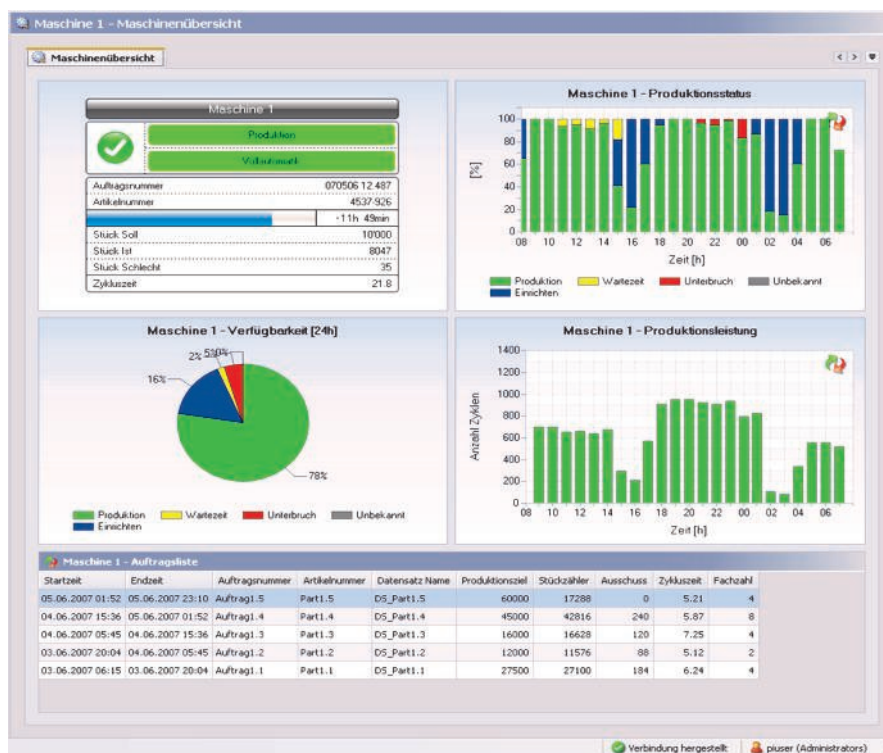 Maschine 1 - Maschinenübersicht
Maschinenübersicht
Maschine 1
Produktion
Vollautomatik
Auftragsnummer 070506 12.487
Artikelnummer 4537-926
-11h 49min
Stück Soll 10'000
Stück Ist 8047
Stück Schlecht 35
Zykluszeit 21.8
Maschine 1 - Produktionsstatus
[%]
100
80
60
40
20
0
08 10 12 14 16 18 20 22 00 02 04 06
Zeit [h]
Produktion Wartezeit Unterbruch Unbekannt
Einrichten
Maschine 1 - Verfügbarkeit [24h]
16% 2% 5% 0%
78%
Produktion Wartezeit Unterbruch Unbekannt
Einrichten
Maschine 1 - Produktionsleistung
Anzahl Zyklen
1400
1200
1000
800
600
400
200
0
08 10 12 14 16 18 20 22 00 02 04 06
Zeit [h]
Maschine 1 - Auftragsliste
Startzeit Endzeit Auftragsnummer Artikelnummer Datensatz Name Produktionsziel Stückzähler Ausschuss Zykluszeit Fachzahl
05.06.2007 01:52 05.06.2007 23:10 Auftrag1.5 Part1.5 DS_Part1.5 60000 17288 0 5.21 4
04.06.2007 15:36 05.06.2007 01:52 Auftrag1.4 Part1.4 DS_Part1.4 45000 42816 240 5.87 8
04.06.2007 05:45 04.06.2007 15:36 Auftrag1.3 Part1.3 DS_Part1.3 16000 16628 120 7.25 4
03.06.2007 20:04 04.06.2007 05:45 Auftrag1.2 Part1.2 DS_Part1.2 12000 11576 88 5.12 2
03.06.2007 06:15 03.06.2007 20:04 Auftrag1.1 Part1.1 DS_Part1.1 27500 27100 184 6.24 4
Verbindung hergestellt piuser (Administrators)